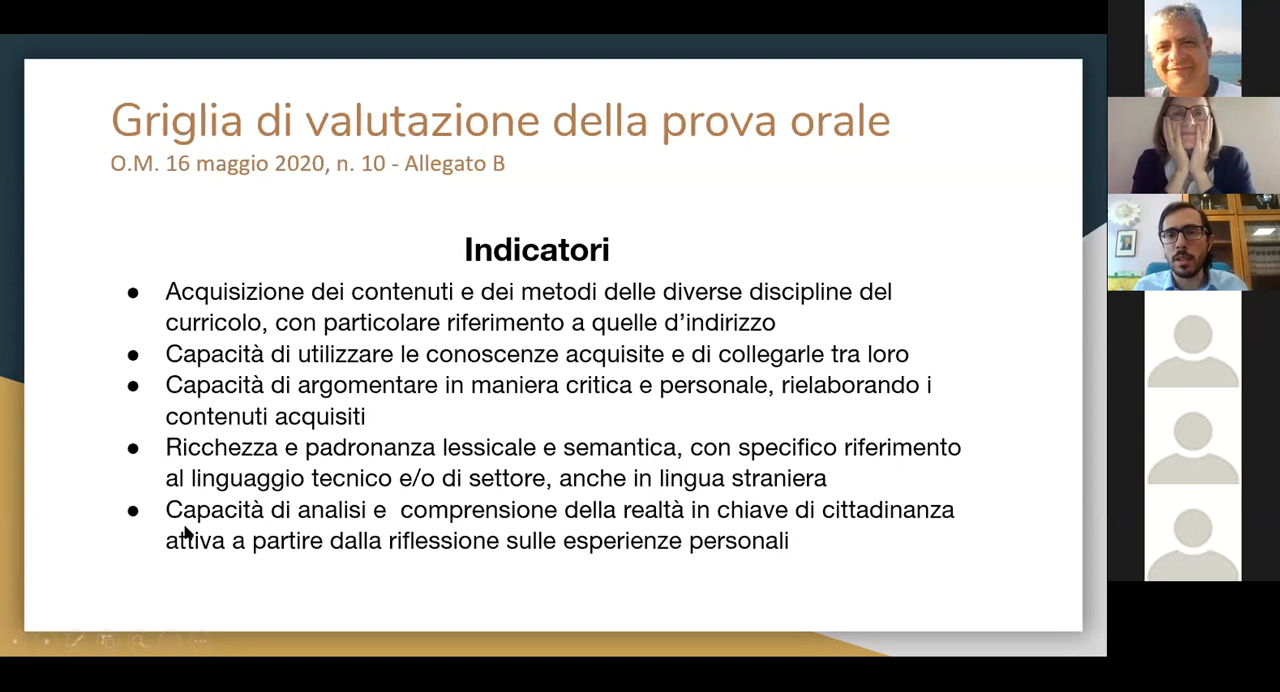 Griglia di valutazione della prova orale
O.M. 16 maggio 2020, n. 10 - Allegato B
Indicatori
● Acquisizione dei contenuti e dei metodi delle diverse discipline del
curricolo, con particolare riferimento a quelle d’indirizzo
● Capacità di utilizzare le conoscenze acquisite e di collegarle tra loro
● Capacità di argomentare in maniera critica e personale, rielaborando i
contenuti acquisiti
● Ricchezza e padronanza lessicale e semantica, con specifico riferimento
al linguaggio tecnico e/o di settore, anche in lingua straniera
● Capacità di analisi e  comprensione della realtà in chiave di cittadinanza
attiva a partire dalla riflessione sulle esperienze personali